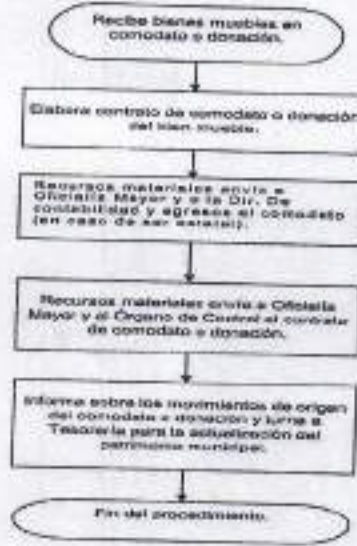 Recibe bienes muebles en
comodato o donación.
Elabora contrato de comodato o donación
del bien mueble.
Recursos materiales envía a
Oficialía Mayor y a la Dir. De
contabilidad y egresos el comodato
(en caso de ser estatal).
Recursos materiales envía a Oficialía
Mayor y al Órgano de Control el contrato
de comodato o donación.
Informa sobre los movimientos de origen
del comodato o donación y turna a
Tesorería para la actualización del
patrimonio municipal.
Fin del procedimiento.